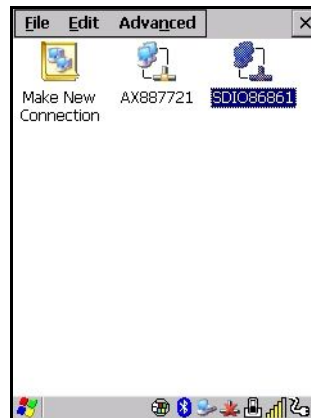 File Edit Advanced
Make New
Connection
AX887721
SDIO86861